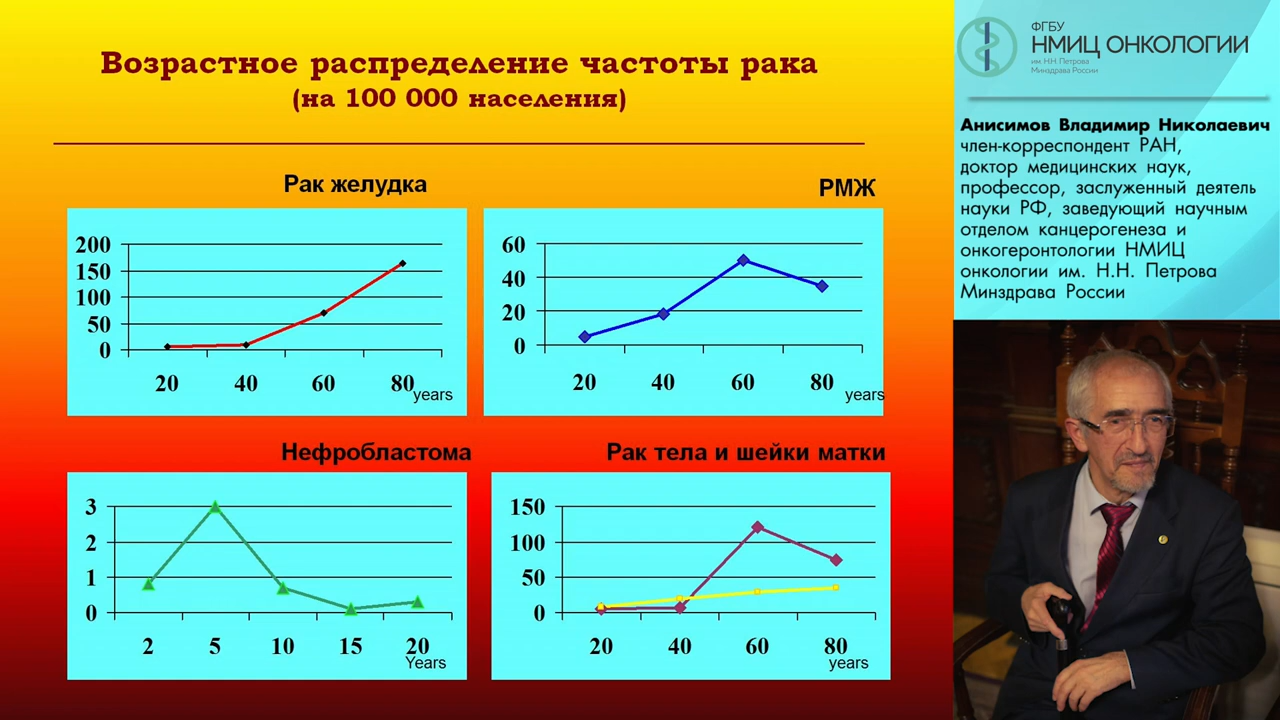 Возрастное распределение частоты рака
(на 100 000 населения)
Рак желудка
200
150
100
50
0
20 40 60 80
years
РМЖ
60
40
20
0
20 40 60 80
years
Нефробластома
3
2
1
0
2 5 10 15 20
Years
Рак тела и шейки матки
150
100
50
0
20 40 60 80
years
ФГБУ
НМИЦ ОНКОЛОГИИ
им. Н.Н. Петрова
Минздрава России
Анисимов Владимир Николаевич
член-корреспондент РАН,
доктор медицинских наук,
профессор, заслуженный деятель
науки РФ, заведующий научным
отделом канцерогенеза и
онкогеронтологии НМИЦ
онкологии им. Н.Н. Петрова
Минздрава России